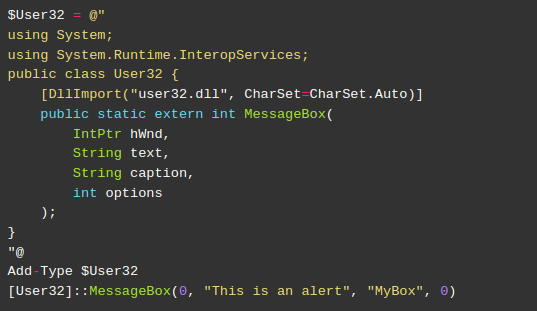 $User32 = @"
using System;
using System.Runtime.InteropServices;
public class User32 {
    [DllImport("user32.dll", CharSet=CharSet.Auto)]
    public static extern int MessageBox(
        IntPtr hWnd,
        String text,
        String caption,
        int options
    );
}
"@
Add-Type $User32
[User32]::MessageBox(0, "This is an alert", "MyBox", 0)